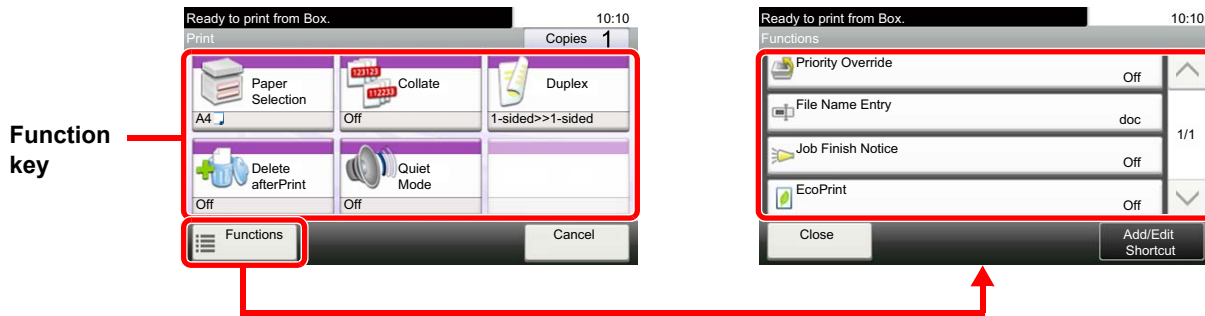 Ready to print from Box.
10:10
Print
Copies 1
Function key
Paper Selection
A4
123123
112233
Collate
Off
Duplex
1-sided>>1-sided
Delete afterPrint
Off
Quiet Mode
Off
Functions
Cancel
Ready to print from Box.
10:10
Functions
Priority Override
Off
File Name Entry
doc
1/1
Job Finish Notice
Off
EcoPrint
Off
Close
Add/Edit Shortcut